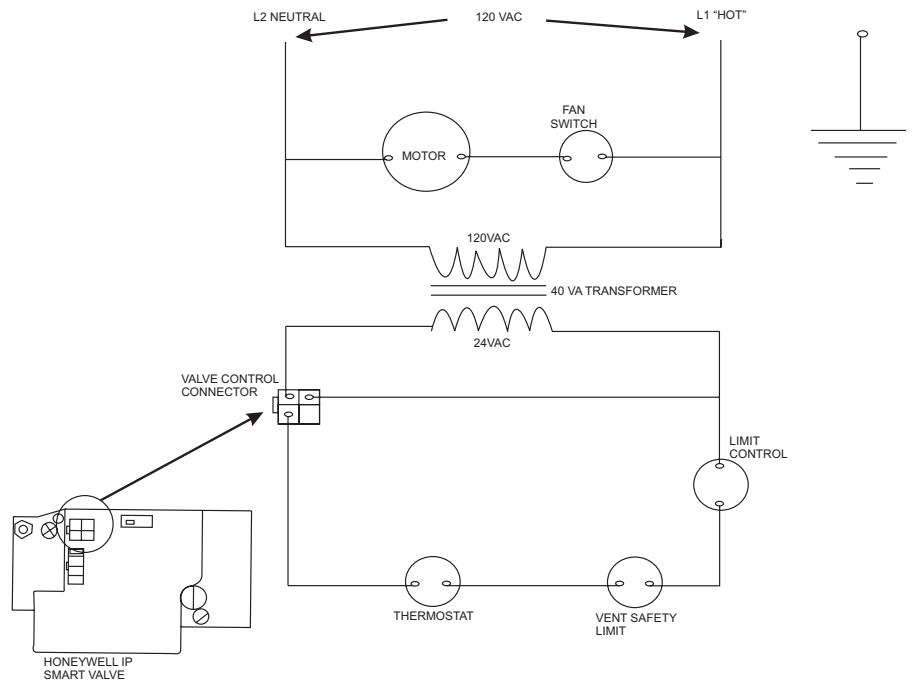 L2 NEUTRAL
120 VAC
L1 "HOT"
FAN
SWITCH
MOTOR
120VAC
40 VA TRANSFORMER
24VAC
VALVE CONTROL
CONNECTOR
LIMIT
CONTROL
THERMOSTAT
VENT SAFETY
LIMIT
HONEYWELL IP
SMART VALVE